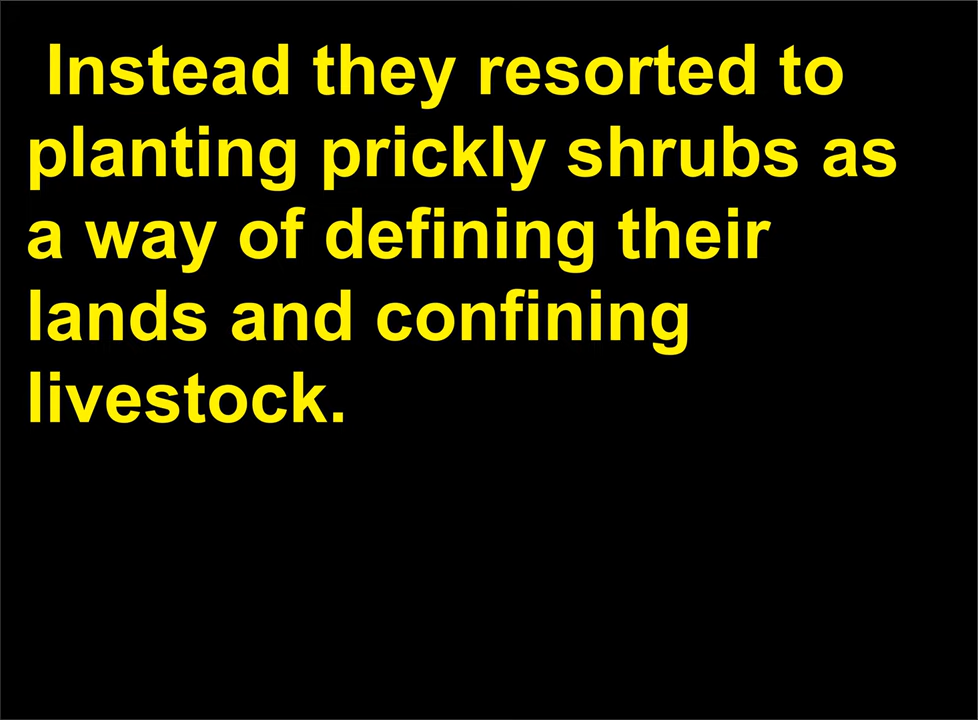 Instead they resorted to
planting prickly shrubs as
a way of defining their
lands and confining
livestock.